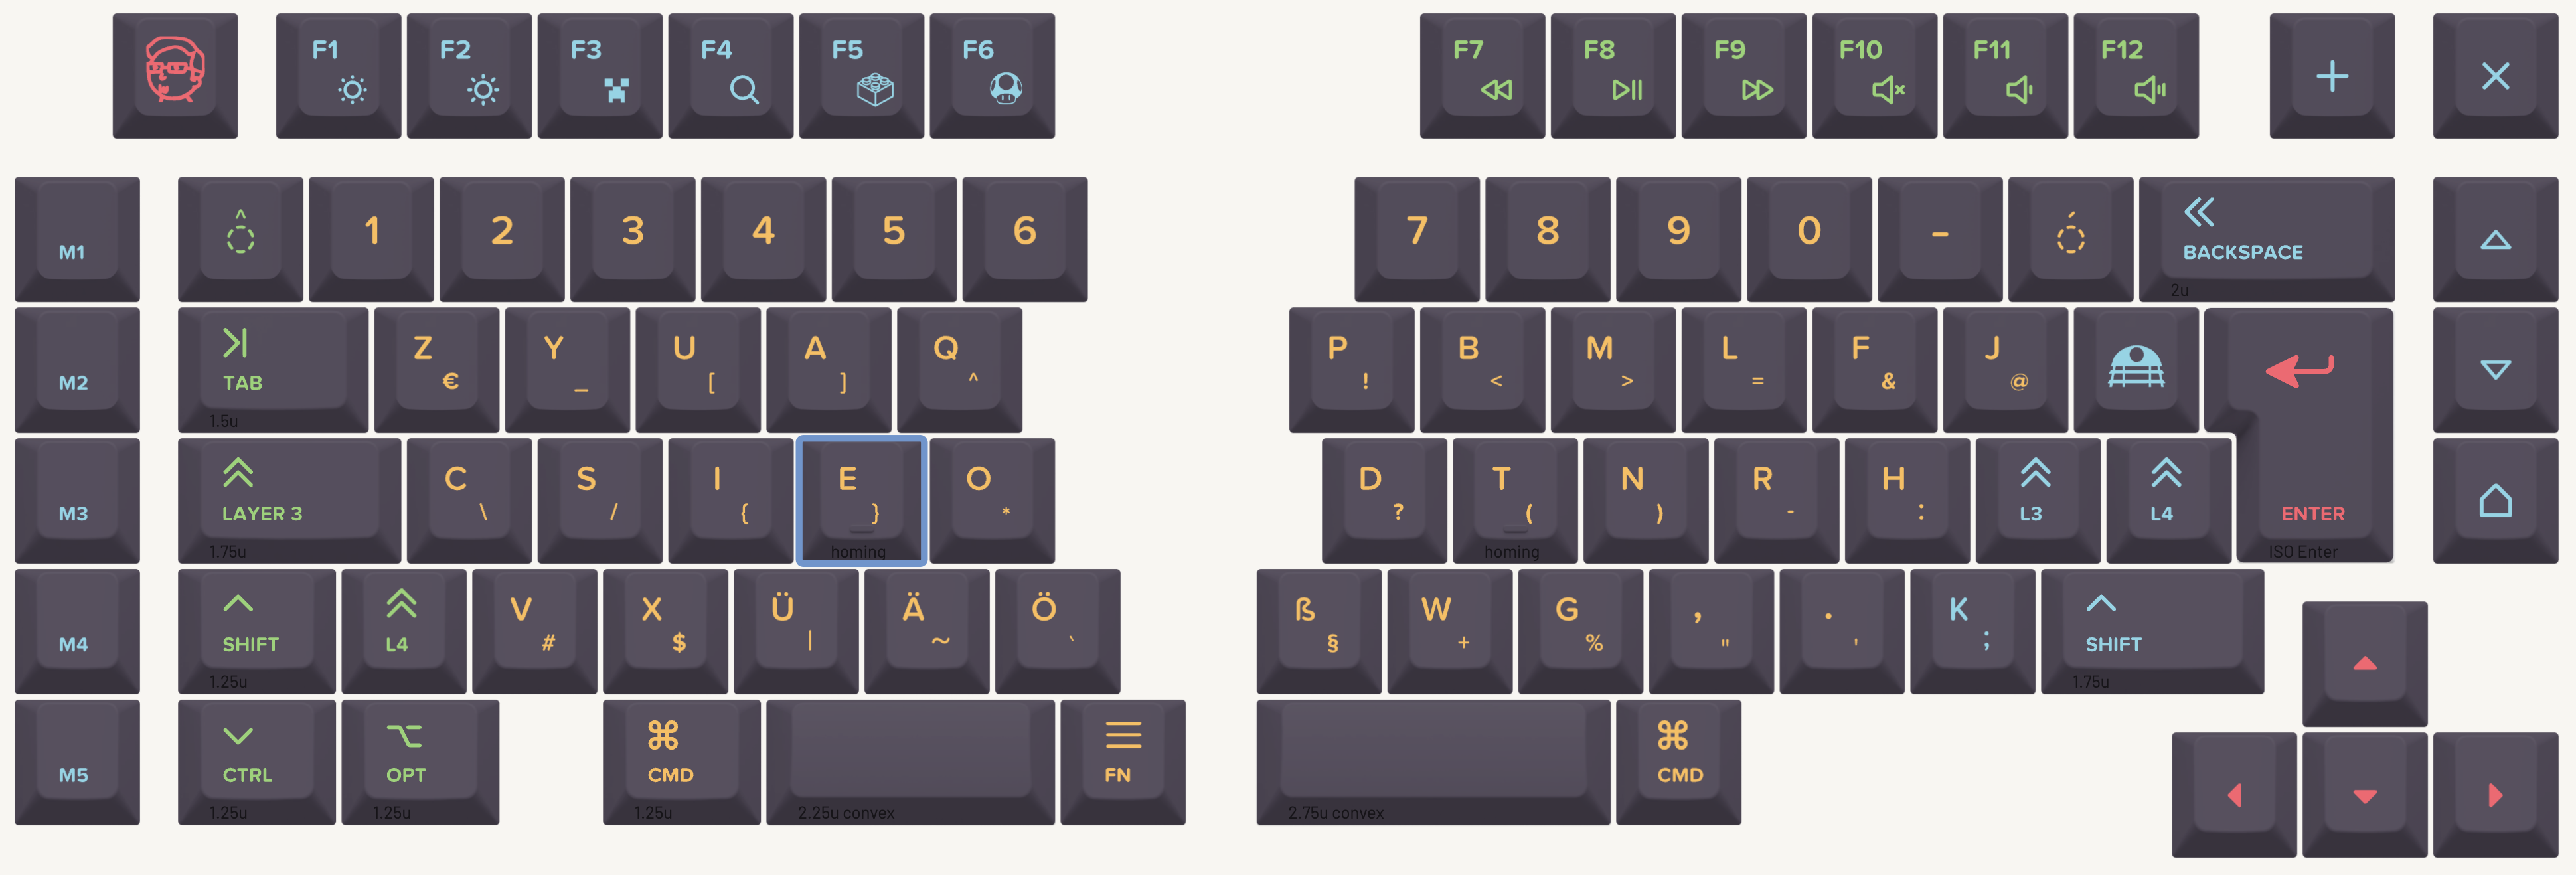 F1 F2 F3 F4 F5 F6 F7 F8 F9 F10 F11 F12 + ×
M1 ^ 1 2 3 4 5 6 7 8 9 0 - ́ BACKSPACE
2u
M2 TAB Z € Y _ U [ A ] Q ^ P ! B < M > L = F & J @
1.5u
M3 LAYER 3 C \ S / I { E } O * D ? T ( N ) R - H : L3 L4 ENTER
1.75u homing homing ISO Enter
M4 SHIFT L4 V # X $ Ü | Ä ~ Ö ` ß § W + G % , " . ' K ; SHIFT
1.25u 1.75u
M5 CTRL OPT ⌘ CMD FN ⌘ CMD
1.25u 1.25u 1.25u 2.25u convex 2.75u convex